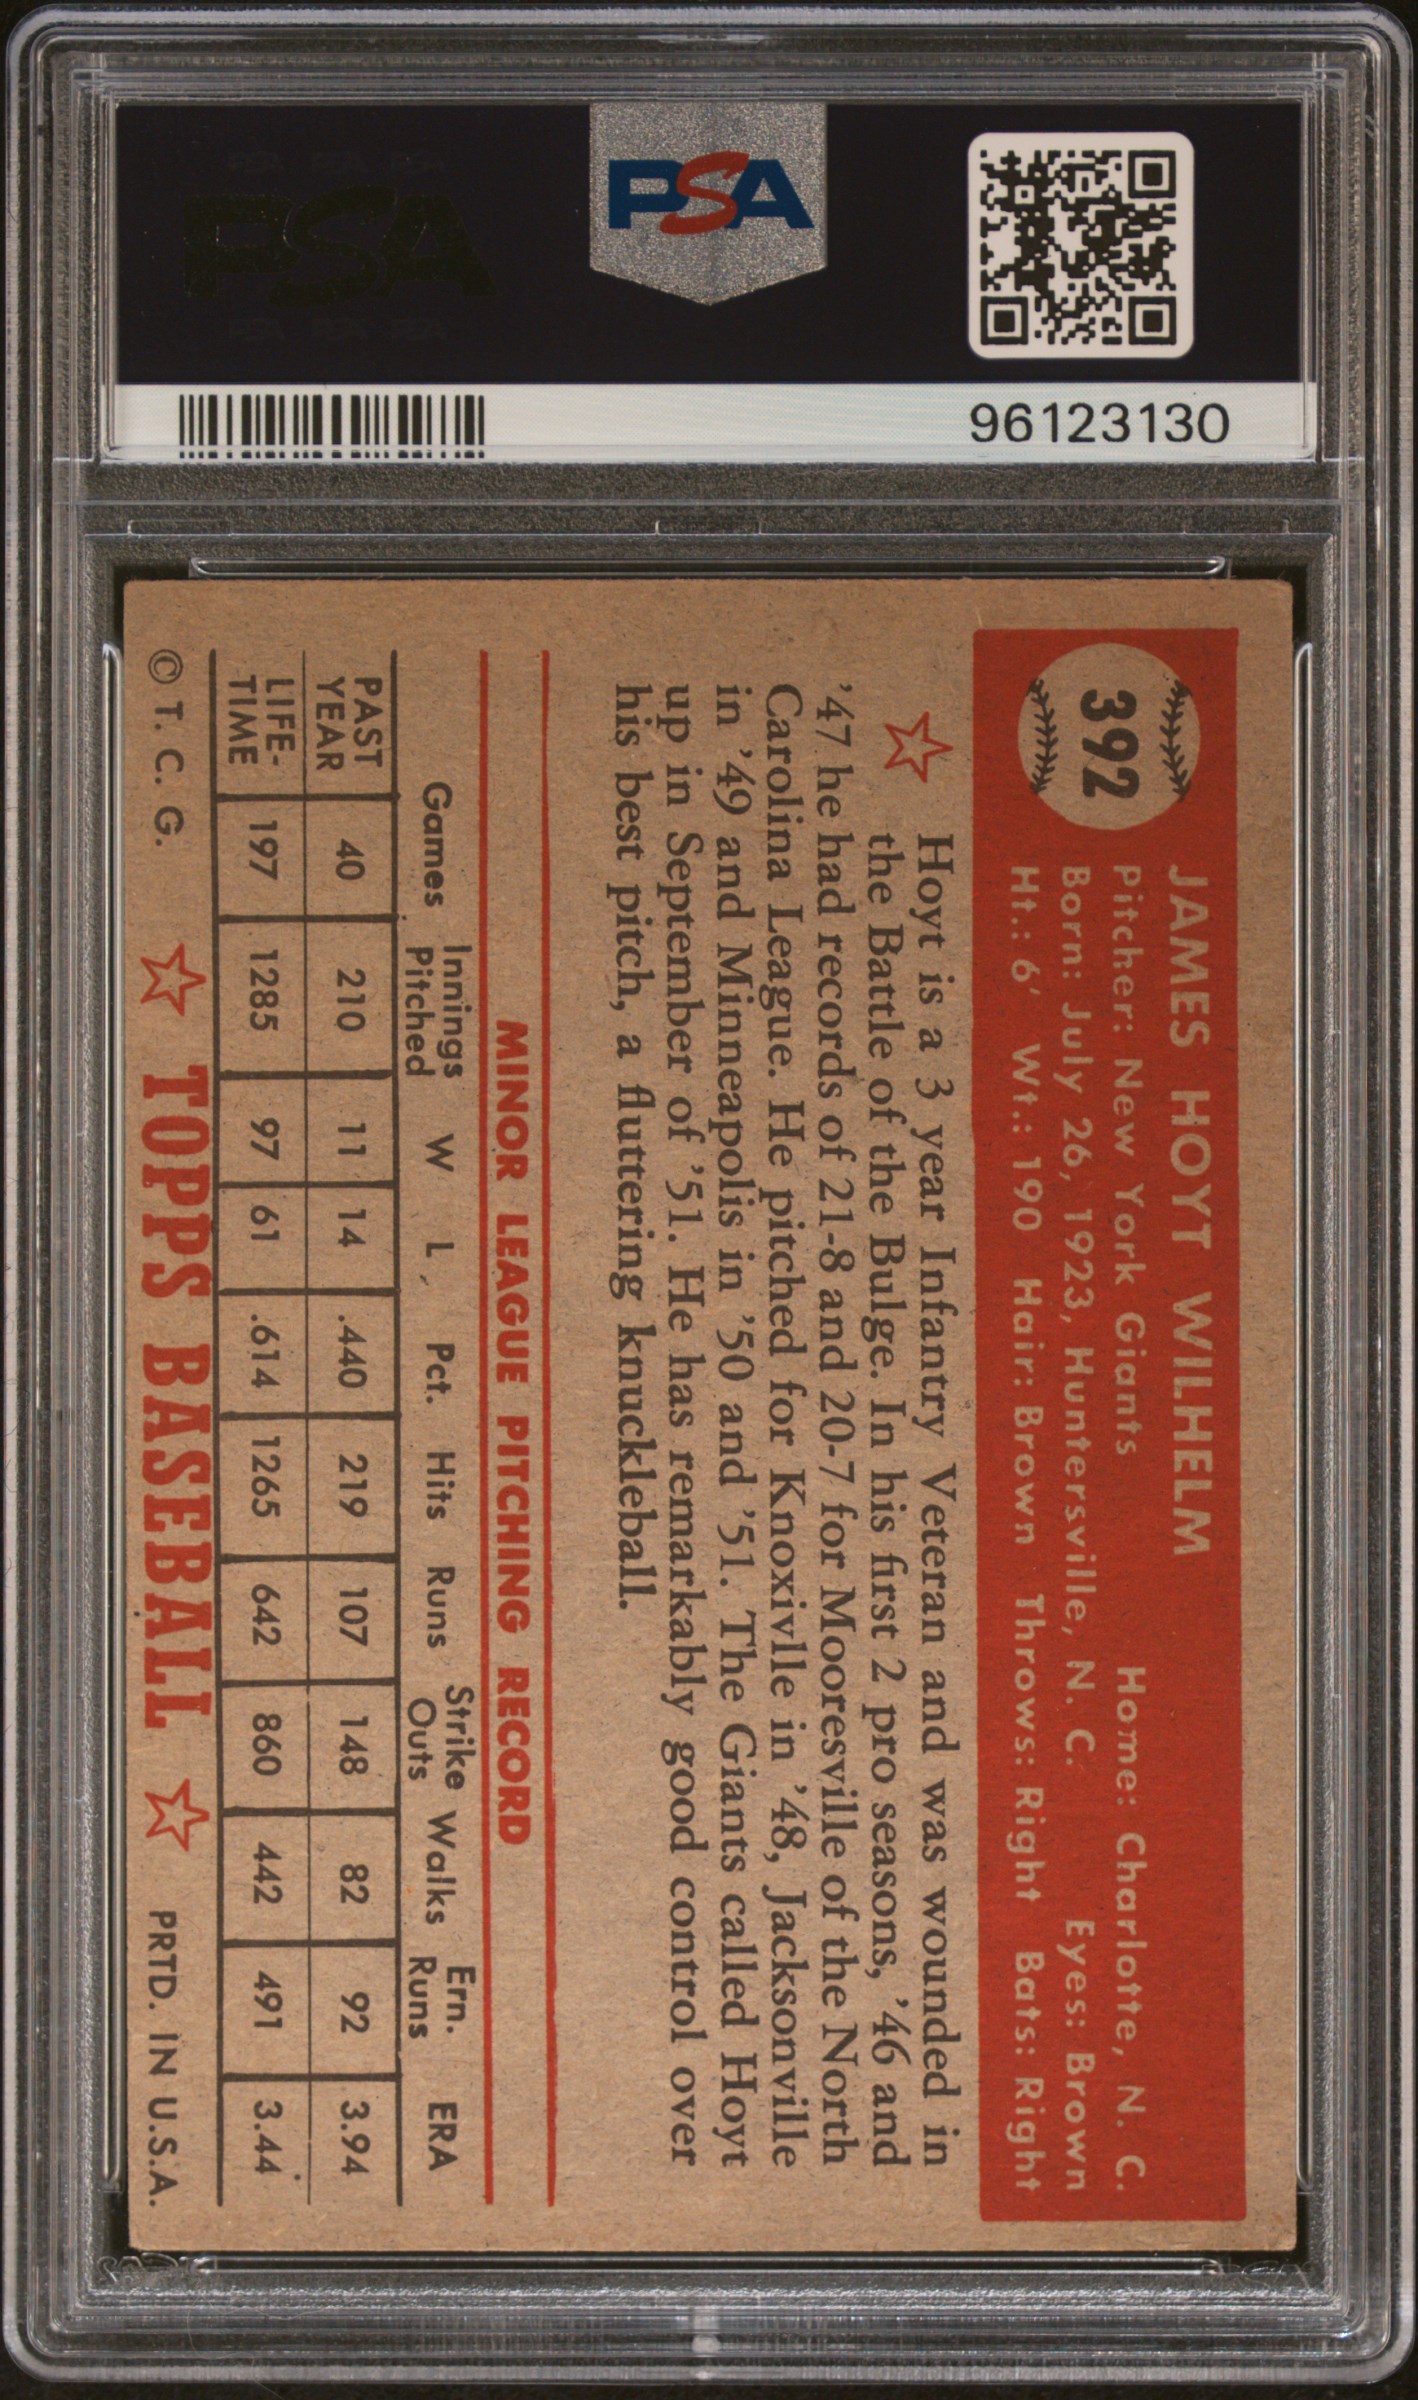 PSA
PSA
96123130
392
JAMES HOYT WILHELM
Pitcher: New York Giants Home: Charlotte, N. C.
Born: July 26, 1923, Huntersville, N. C. Eyes: Brown
Ht.: 6' Wt.: 190 Hair: Brown Throws: Right Bats: Right
Hoyt is a 3 year Infantry Veteran and was wounded in
the Battle of the Bulge. In his first 2 pro seasons, '46 and
'47 he had records of 21-8 and 20-7 for Mooresville of the North
Carolina League. He pitched for Knoxivlle in '48, Jacksonville
in '49 and Minneapolis in '50 and '51. The Giants called Hoyt
up in September of '51. He has remarkably good control over
his best pitch, a fluttering knuckleball.
MINOR LEAGUE PITCHING RECORD
Games Innings Pitched W L Pct. Hits Runs Strike Outs Walks Ern. Runs ERA
PAST YEAR 40 210 11 14 .440 219 107 148 82 92 3.94
LIFE-TIME 197 1285 97 61 .614 1265 642 860 442 491 3.44
© T. C. G. TOPPS BASEBALL PRTD. IN U.S.A.